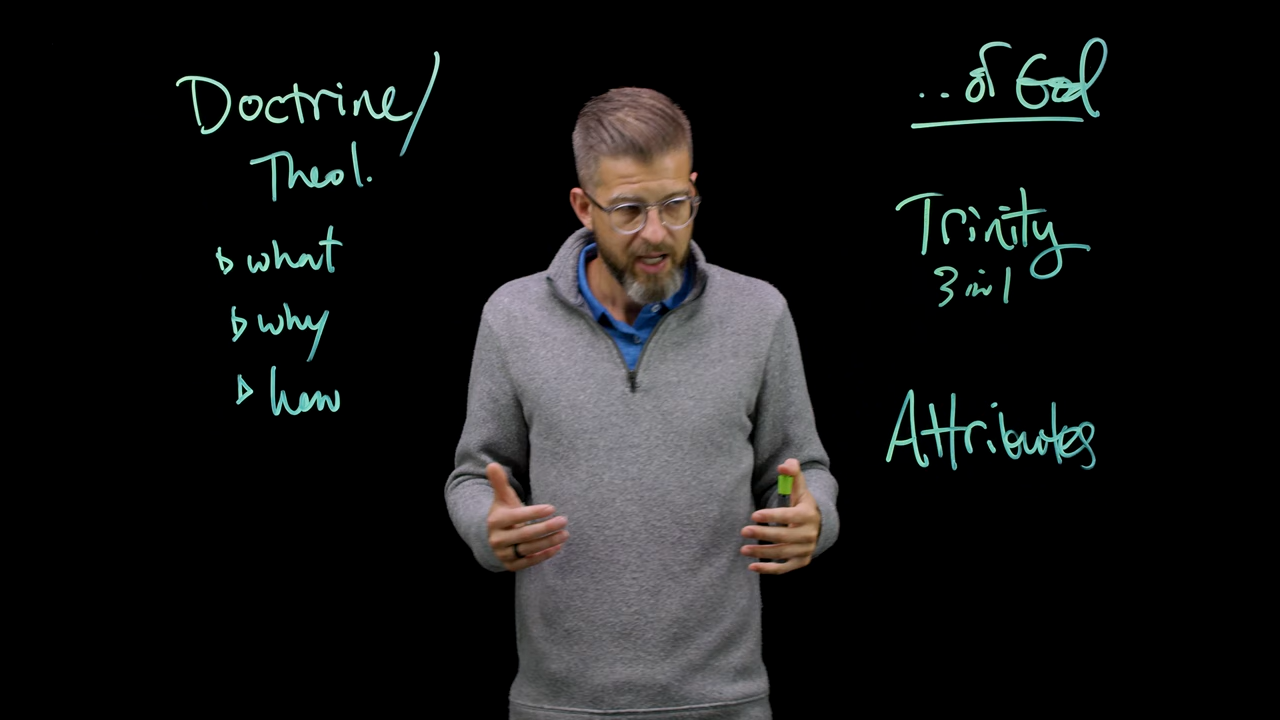 Doctrine/
Theol.
▷ what
▷ why
▷ how
.. of God
Trinity
3 in 1
Attributes